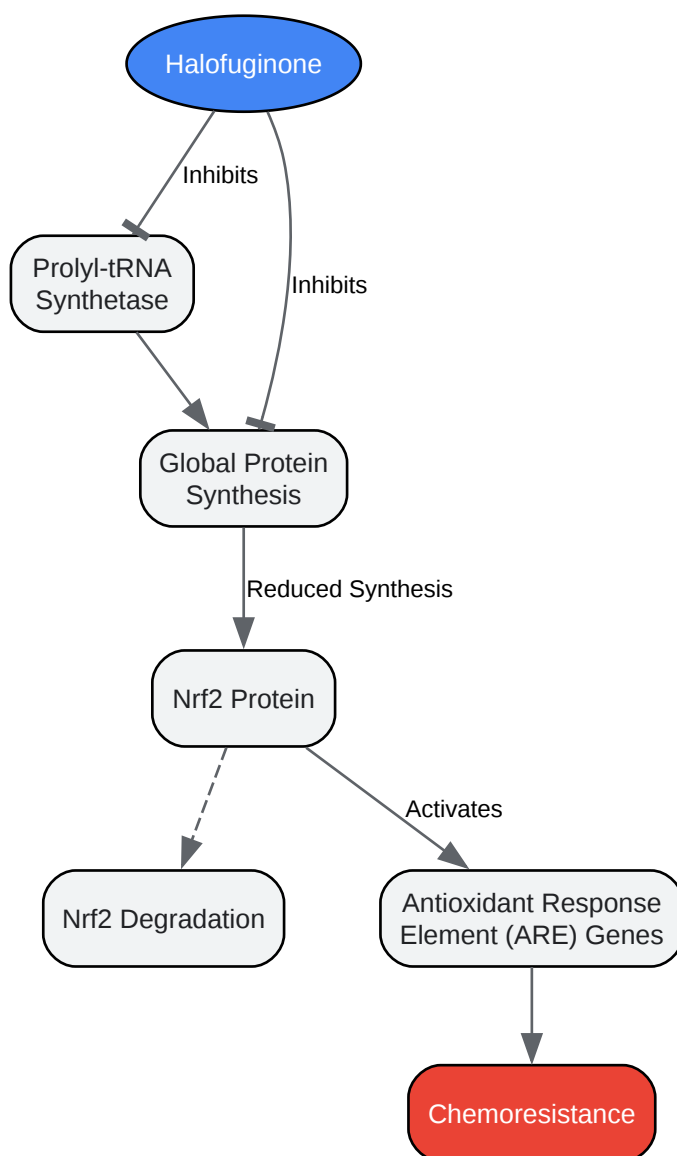 Halofuginone
Inhibits
Prolyl-tRNA
Synthetase
Inhibits
Global Protein
Synthesis
Reduced Synthesis
Nrf2 Protein
Activates
Nrf2 Degradation
Antioxidant Response
Element (ARE) Genes
Chemoresistance